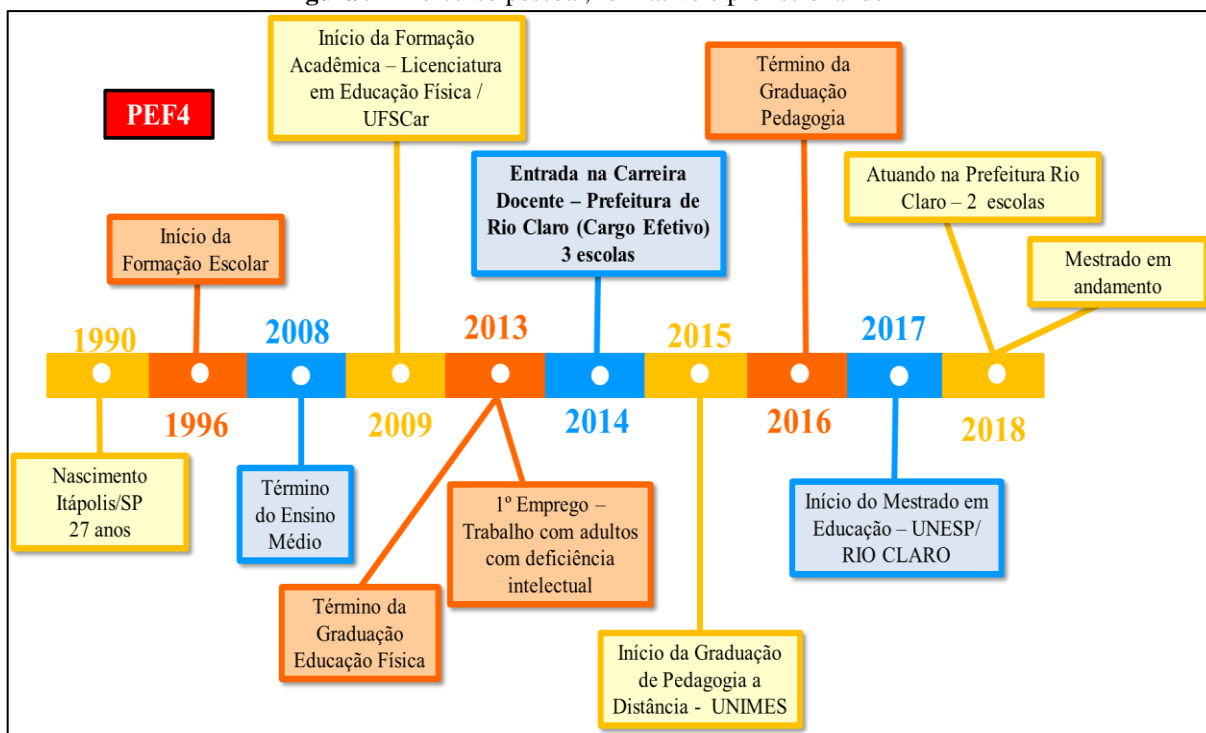 PEF4
Início da Formação
Acadêmica – Licenciatura
em Educação Física /
UFSCar
Término da
Graduação
Pedagogia
Entrada na Carreira
Docente – Prefeitura de
Rio Claro (Cargo Efetivo)
3 escolas
Atuando na Prefeitura Rio
Claro – 2 escolas
Início da
Formação Escolar
Mestrado em
andamento
1990
2008
2013
2015
2017
1996
2009
2014
2016
2018
Nascimento
Itápolis/SP
27 anos
Término
do Ensino
Médio
1º Emprego –
Trabalho com adultos
com deficiência
intelectual
Início do Mestrado em
Educação – UNESP/
RIO CLARO
Término da
Graduação
Educação Física
Início da Graduação
de Pedagogia a
Distância - UNIMES